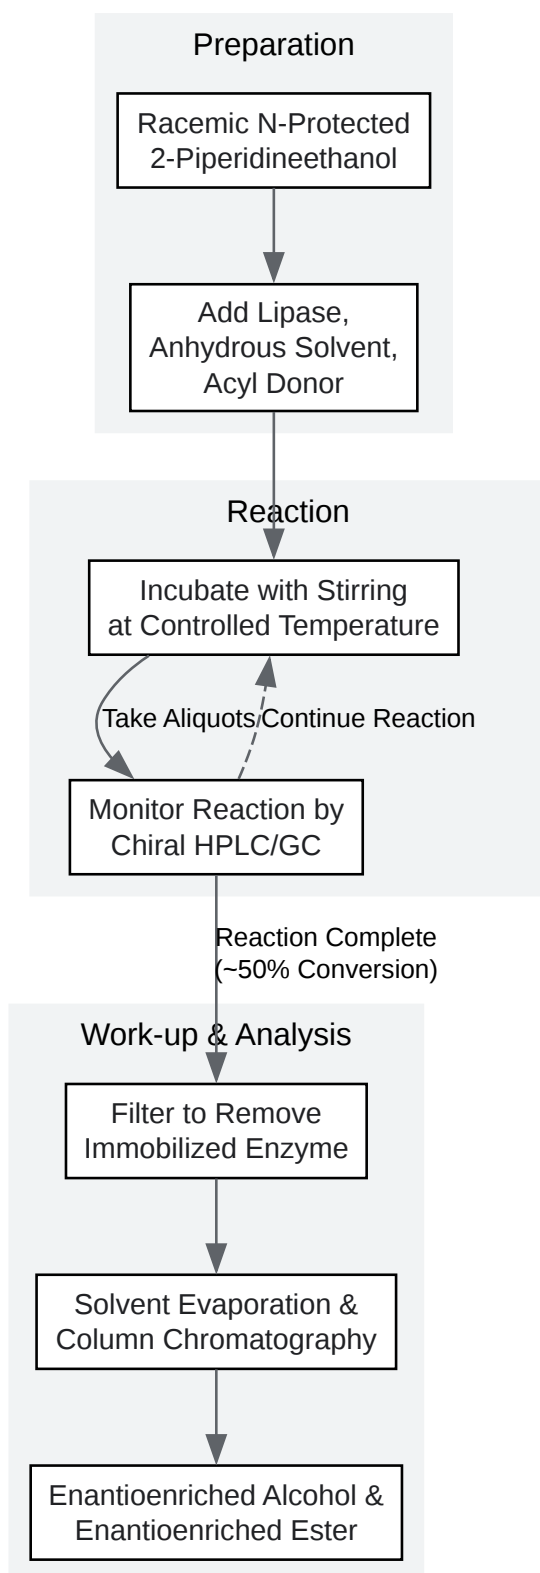 Preparation
Racemic N-Protected
2-Piperidineethanol
Add Lipase,
Anhydrous Solvent,
Acyl Donor
Reaction
Incubate with Stirring
at Controlled Temperature
Take Aliquots
Continue Reaction
Monitor Reaction by
Chiral HPLC/GC
Reaction Complete
(~50% Conversion)
Work-up & Analysis
Filter to Remove
Immobilized Enzyme
Solvent Evaporation &
Column Chromatography
Enantioenriched Alcohol &
Enantioenriched Ester